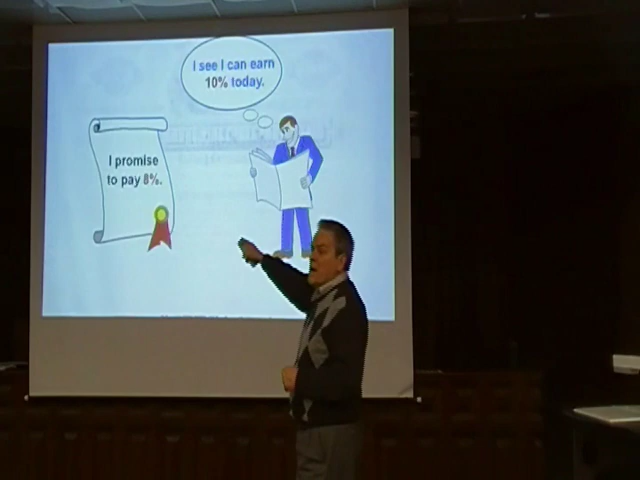 I see I can earn
10% today.
I promise
to pay 8%.